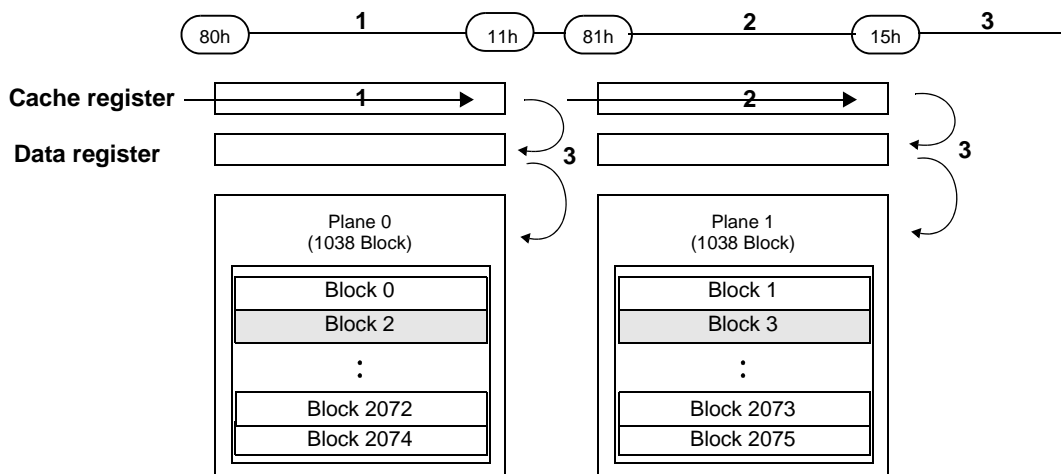 80h 1 11h 81h 2 15h 3
Cache register 1 2
Data register 3 3
Plane 0 Plane 1
(1038 Block) (1038 Block)
Block 0 Block 1
Block 2 Block 3
: :
Block 2072 Block 2073
Block 2074 Block 2075